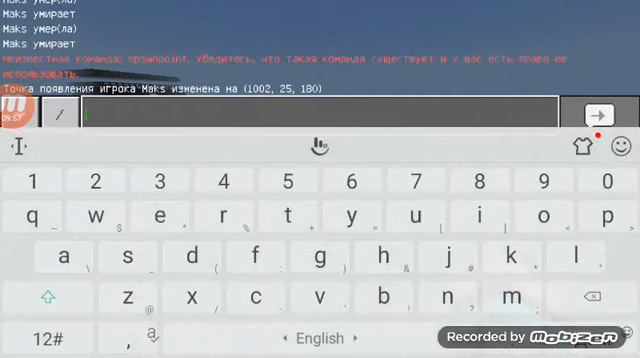 Maks умер(ла)
Maks умирает
Maks умер(ла)
Maks умирает
Неизвестная команда: spswnpoint. Убедитесь, что такая команда существует и у вас есть право ее
использовать.
Точка появления игрока Maks изменена на (1002, 25, 180)
09:57
/
1 2 3 4 5 6 7 8 9 0
q w e r t y u i o p
~ $ ^ % + = [ ] < >
a s d f g h j k l
\ - ( : ) & # * "
z x c v b n m
@ / ' ? ! , ;
12# , English
Recorded by Mobizen